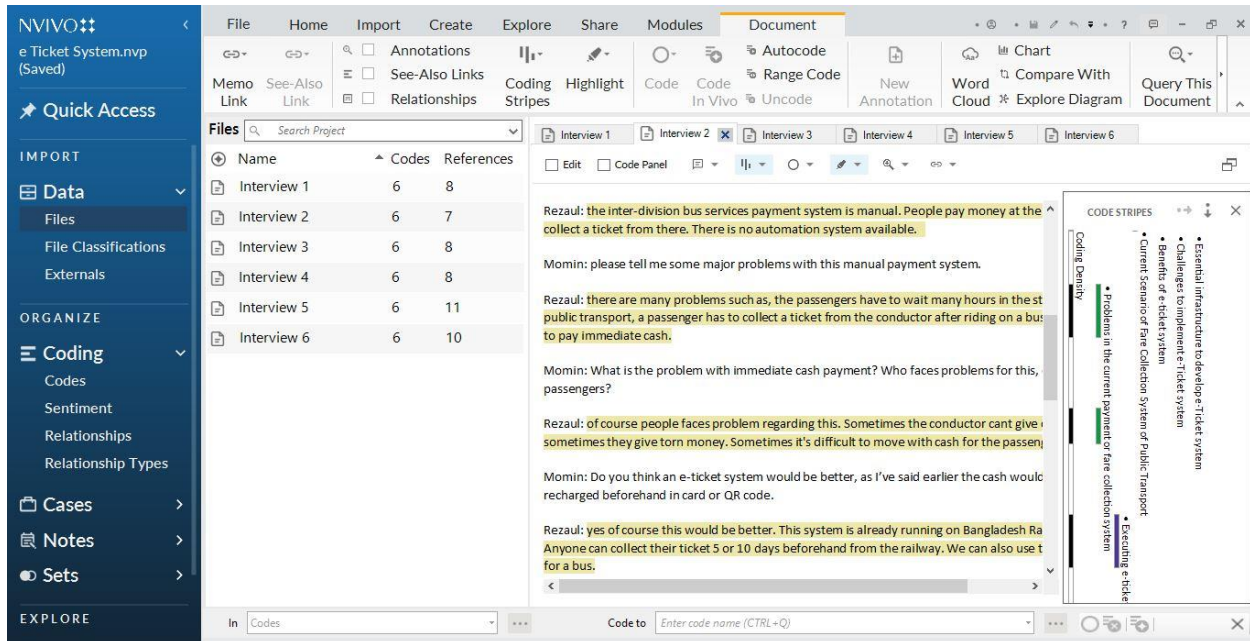 NVIVO
e Ticket System.nvp
(Saved)
Quick Access
IMPORT
Data
Files
File Classifications
Externals
ORGANIZE
Coding
Codes
Sentiment
Relationships
Relationship Types
Cases
Notes
Sets
EXPLORE
File Home Import Create Explore Share Modules Document
Memo Link
See-Also Link
Annotations
See-Also Links
Relationships
Coding Stripes
Highlight
Code
Code In Vivo
Autocode
Range Code
Uncode
New Annotation
Word Cloud
Chart
Compare With
Explore Diagram
Query This Document
Files Search Project
Name Codes References
Interview 1 6 8
Interview 2 6 7
Interview 3 6 8
Interview 4 6 8
Interview 5 6 11
Interview 6 6 10
Interview 1 Interview 2 Interview 3 Interview 4 Interview 5 Interview 6
Edit Code Panel
Rezaul: the inter-division bus services payment system is manual. People pay money at the
collect a ticket from there. There is no automation system available.
Momin: please tell me some major problems with this manual payment system.
Rezaul: there are many problems such as, the passengers have to wait many hours in the st
public transport, a passenger has to collect a ticket from the conductor after riding on a bus
to pay immediate cash.
Momin: What is the problem with immediate cash payment? Who faces problems for this,
passengers?
Rezaul: of course people faces problem regarding this. Sometimes the conductor cant give
sometimes they give torn money. Sometimes it's difficult to move with cash for the passeng
Momin: Do you think an e-ticket system would be better, as I've said earlier the cash would
recharged beforehand in card or QR code.
Rezaul: yes of course this would be better. This system is already running on Bangladesh Ra
Anyone can collect their ticket 5 or 10 days beforehand from the railway. We can also use t
for a bus.
CODE STRIPES
• Essential infrastructure to develop e-Ticket system
• Challenges to implement e-Ticket system
• Benefits of e-ticket system
• Current Scenario of Fare Collection System of Public Transport
• Executing e-ticke
• Problems in the current payment or fare collection system
Coding Density
In Codes
Code to Enter code name (CTRL+Q)